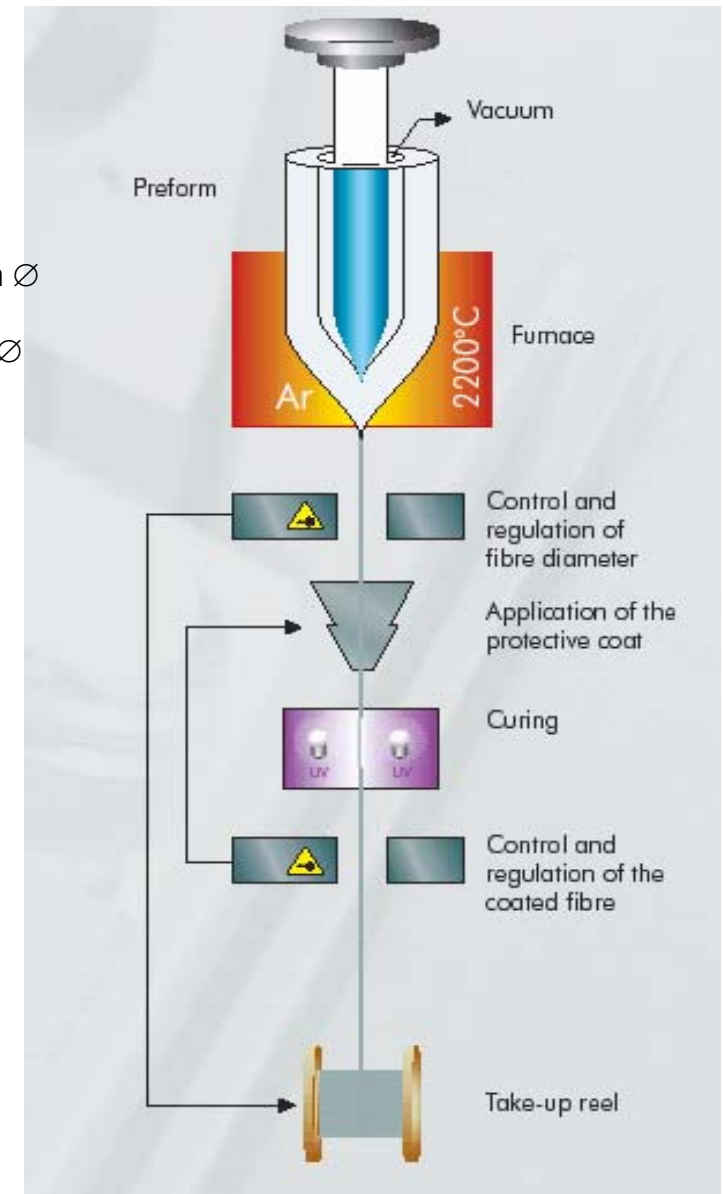 Vacuum
Preform
Ø
Ø
Furnace
2200°C
Ar
Control and
regulation of
fibre diameter
Application of the
protective coat
Curing
UV
UV
Control and
regulation of the
coated fibre
Take-up reel